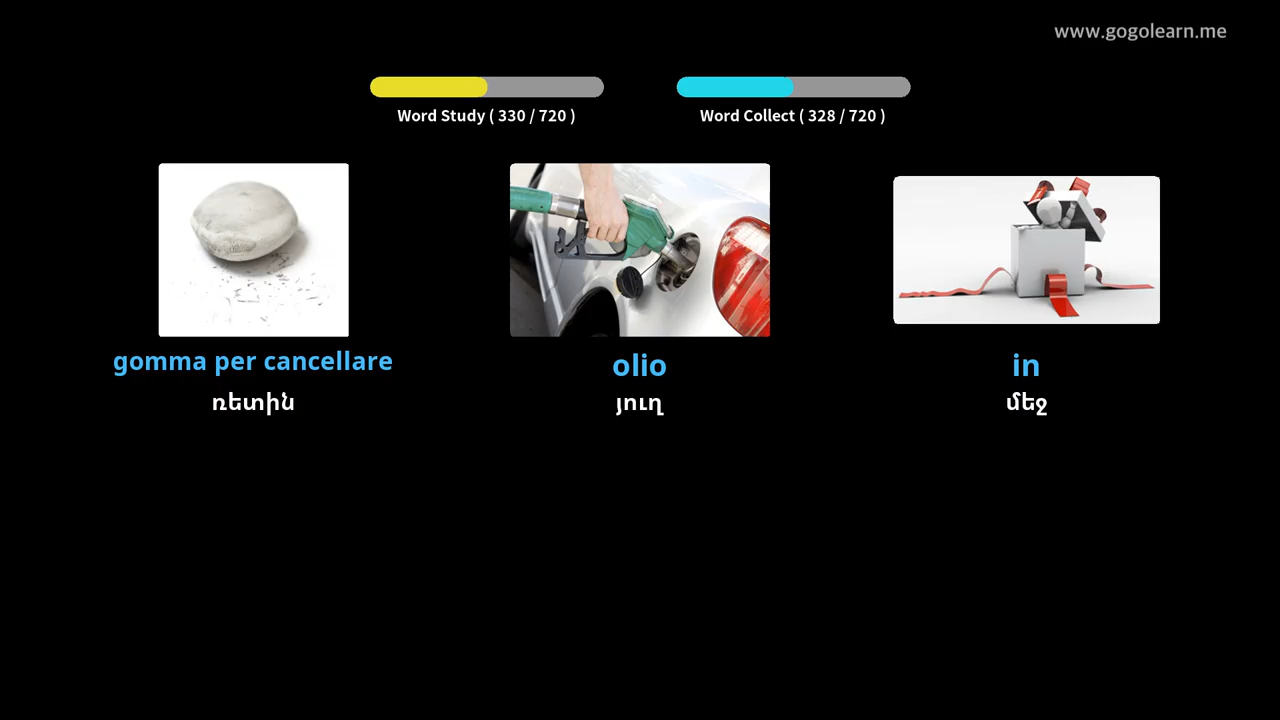 www.gogolearn.me
Word Study ( 330 / 720 )
Word Collect ( 328 / 720 )
gomma per cancellare
ռետին
olio
յուղ
in
մեջ